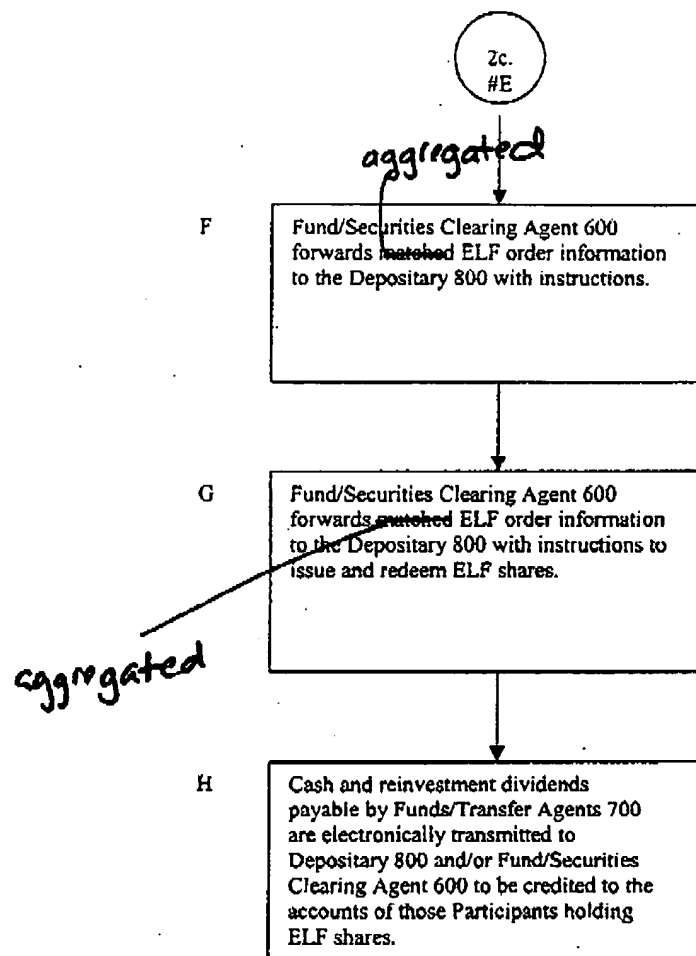 2c.
#E
aggregated
F
Fund/Securities Clearing Agent 600
forwards matched ELF order information
to the Depositary 800 with instructions.
G
Fund/Securities Clearing Agent 600
forwards matched ELF order information
to the Depositary 800 with instructions to
issue and redeem ELF shares.
aggregated
H
Cash and reinvestment dividends
payable by Funds/Transfer Agents 700
are electronically transmitted to
Depositary 800 and/or Fund/Securities
Clearing Agent 600 to be credited to the
accounts of those Participants holding
ELF shares.